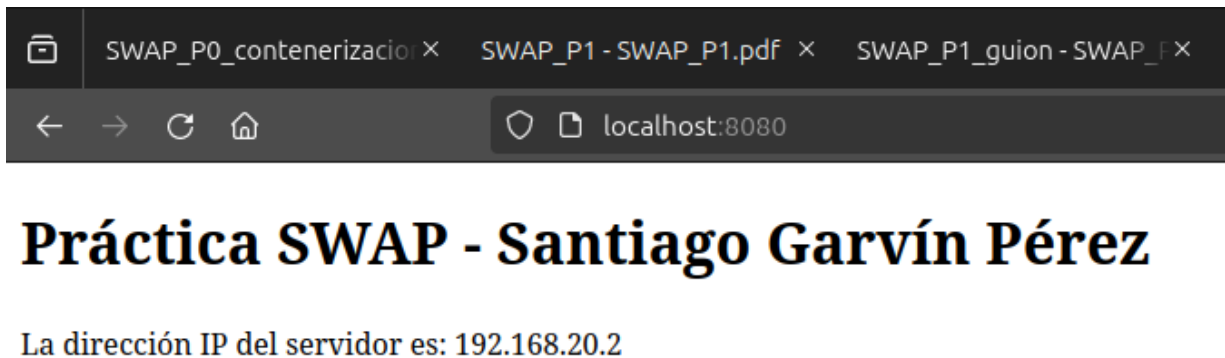 SWAP_P0_contenerizacion
SWAP_P1 - SWAP_P1.pdf
SWAP_P1_guion - SWAP_P
localhost:8080
Práctica SWAP - Santiago Garvín Pérez
La dirección IP del servidor es: 192.168.20.2